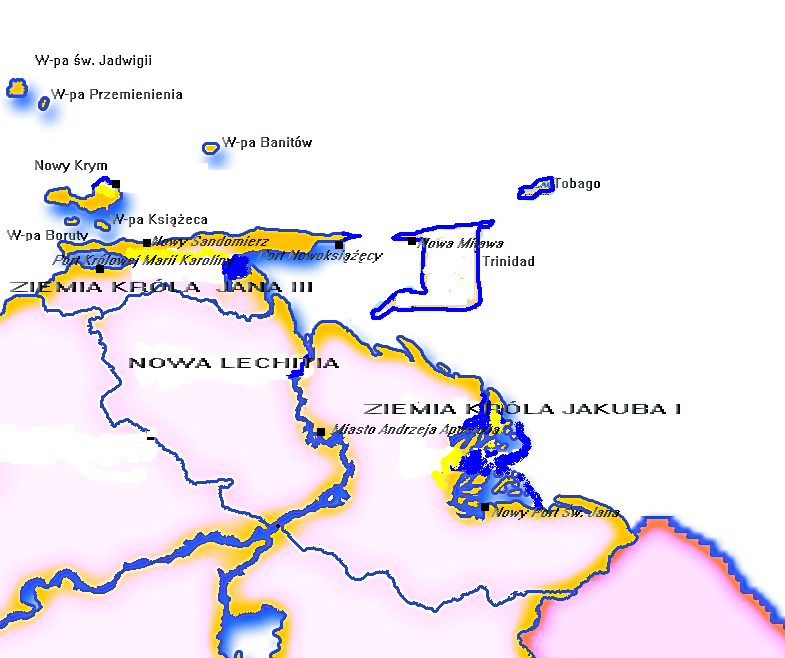 W-pa św. Jadwigii
W-pa Przemienienia
W-pa Banitów
Nowy Krym
Tobago
W-pa Książeca
W-pa Boruty
Nowy Sandomierz
Nowa Mława
Port Królowej Marii Karoliny
Port Nowoksiążęcy
Trinidad
ZIEMIA KRÓLA JANA III
NOWA LECHITIA
ZIEMIA KRÓLA JAKUBA I
Miasto Andrzeja Apostoła
Nowy Port św. Jana